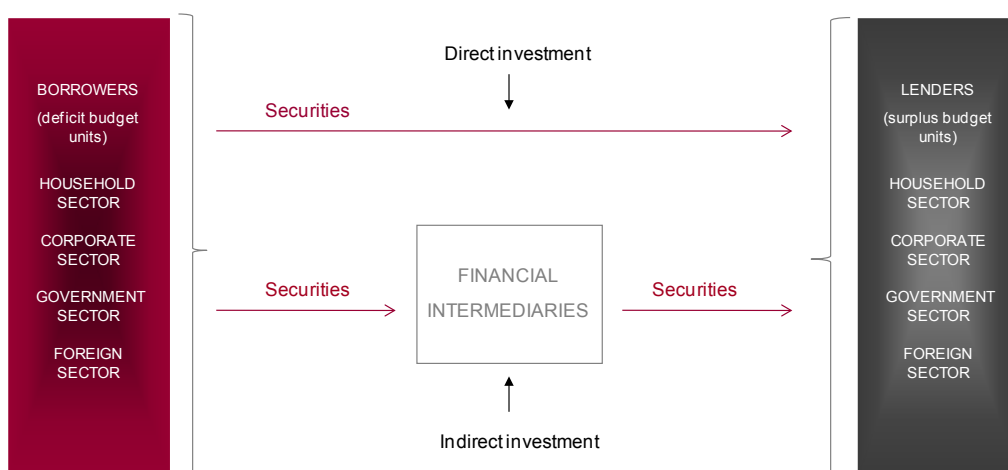 BORROWERS
(deficit budget
units)
HOUSEHOLD
SECTOR
CORPORATE
SECTOR
GOVERNMENT
SECTOR
FOREIGN
SECTOR
Direct investment
Securities
Securities
FINANCIAL
INTERMEDIARIES
Securities
Indirect investment
LENDERS
(surplus budget
units)
HOUSEHOLD
SECTOR
CORPORATE
SECTOR
GOVERNMENT
SECTOR
FOREIGN
SECTOR